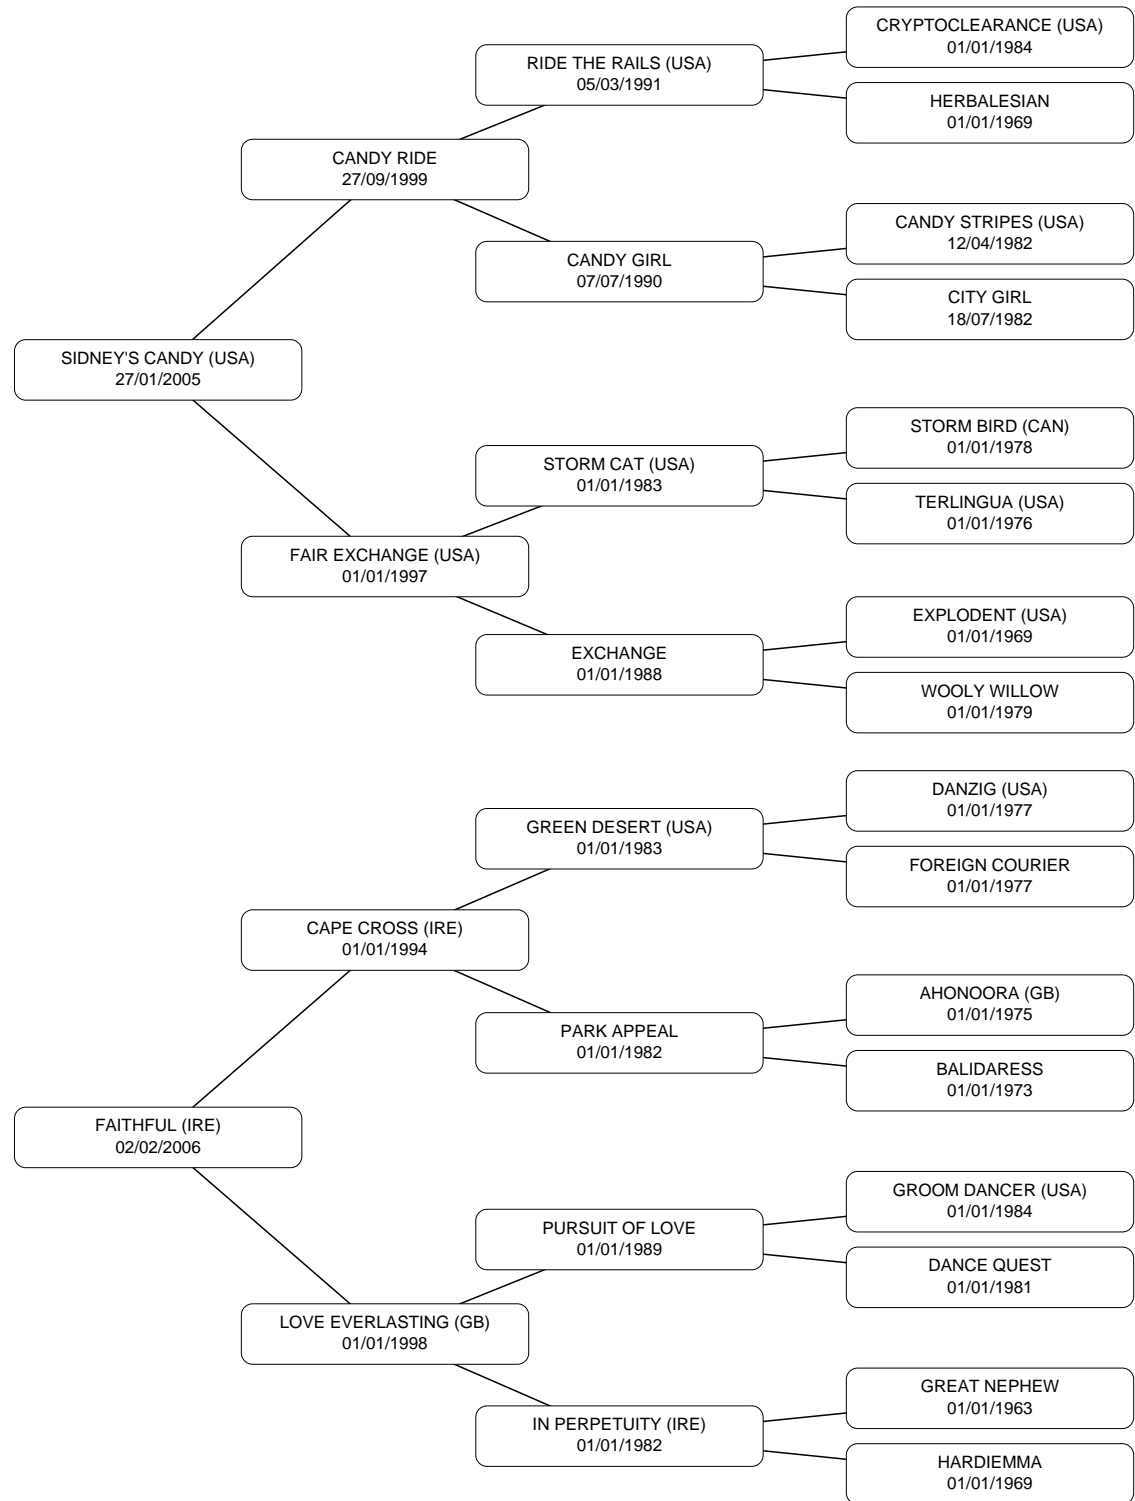 CRYPTOCLEARANCE (USA)
01/01/1984
RIDE THE RAILS (USA)
05/03/1991
HERBALESIAN
01/01/1969
CANDY RIDE
27/09/1999
CANDY STRIPES (USA)
12/04/1982
CANDY GIRL
07/07/1990
CITY GIRL
18/07/1982
SIDNEY'S CANDY (USA)
27/01/2005
STORM BIRD (CAN)
01/01/1978
STORM CAT (USA)
01/01/1983
TERLINGUA (USA)
01/01/1976
FAIR EXCHANGE (USA)
01/01/1997
EXPLODENT (USA)
01/01/1969
EXCHANGE
01/01/1988
WOOLY WILLOW
01/01/1979
DANZIG (USA)
01/01/1977
GREEN DESERT (USA)
01/01/1983
FOREIGN COURIER
01/01/1977
CAPE CROSS (IRE)
01/01/1994
AHONOORA (GB)
01/01/1975
PARK APPEAL
01/01/1982
BALIDARESS
01/01/1973
FAITHFUL (IRE)
02/02/2006
GROOM DANCER (USA)
01/01/1984
PURSUIT OF LOVE
01/01/1989
DANCE QUEST
01/01/1981
LOVE EVERLASTING (GB)
01/01/1998
GREAT NEPHEW
01/01/1963
IN PERPETUITY (IRE)
01/01/1982
HARDIEMMA
01/01/1969